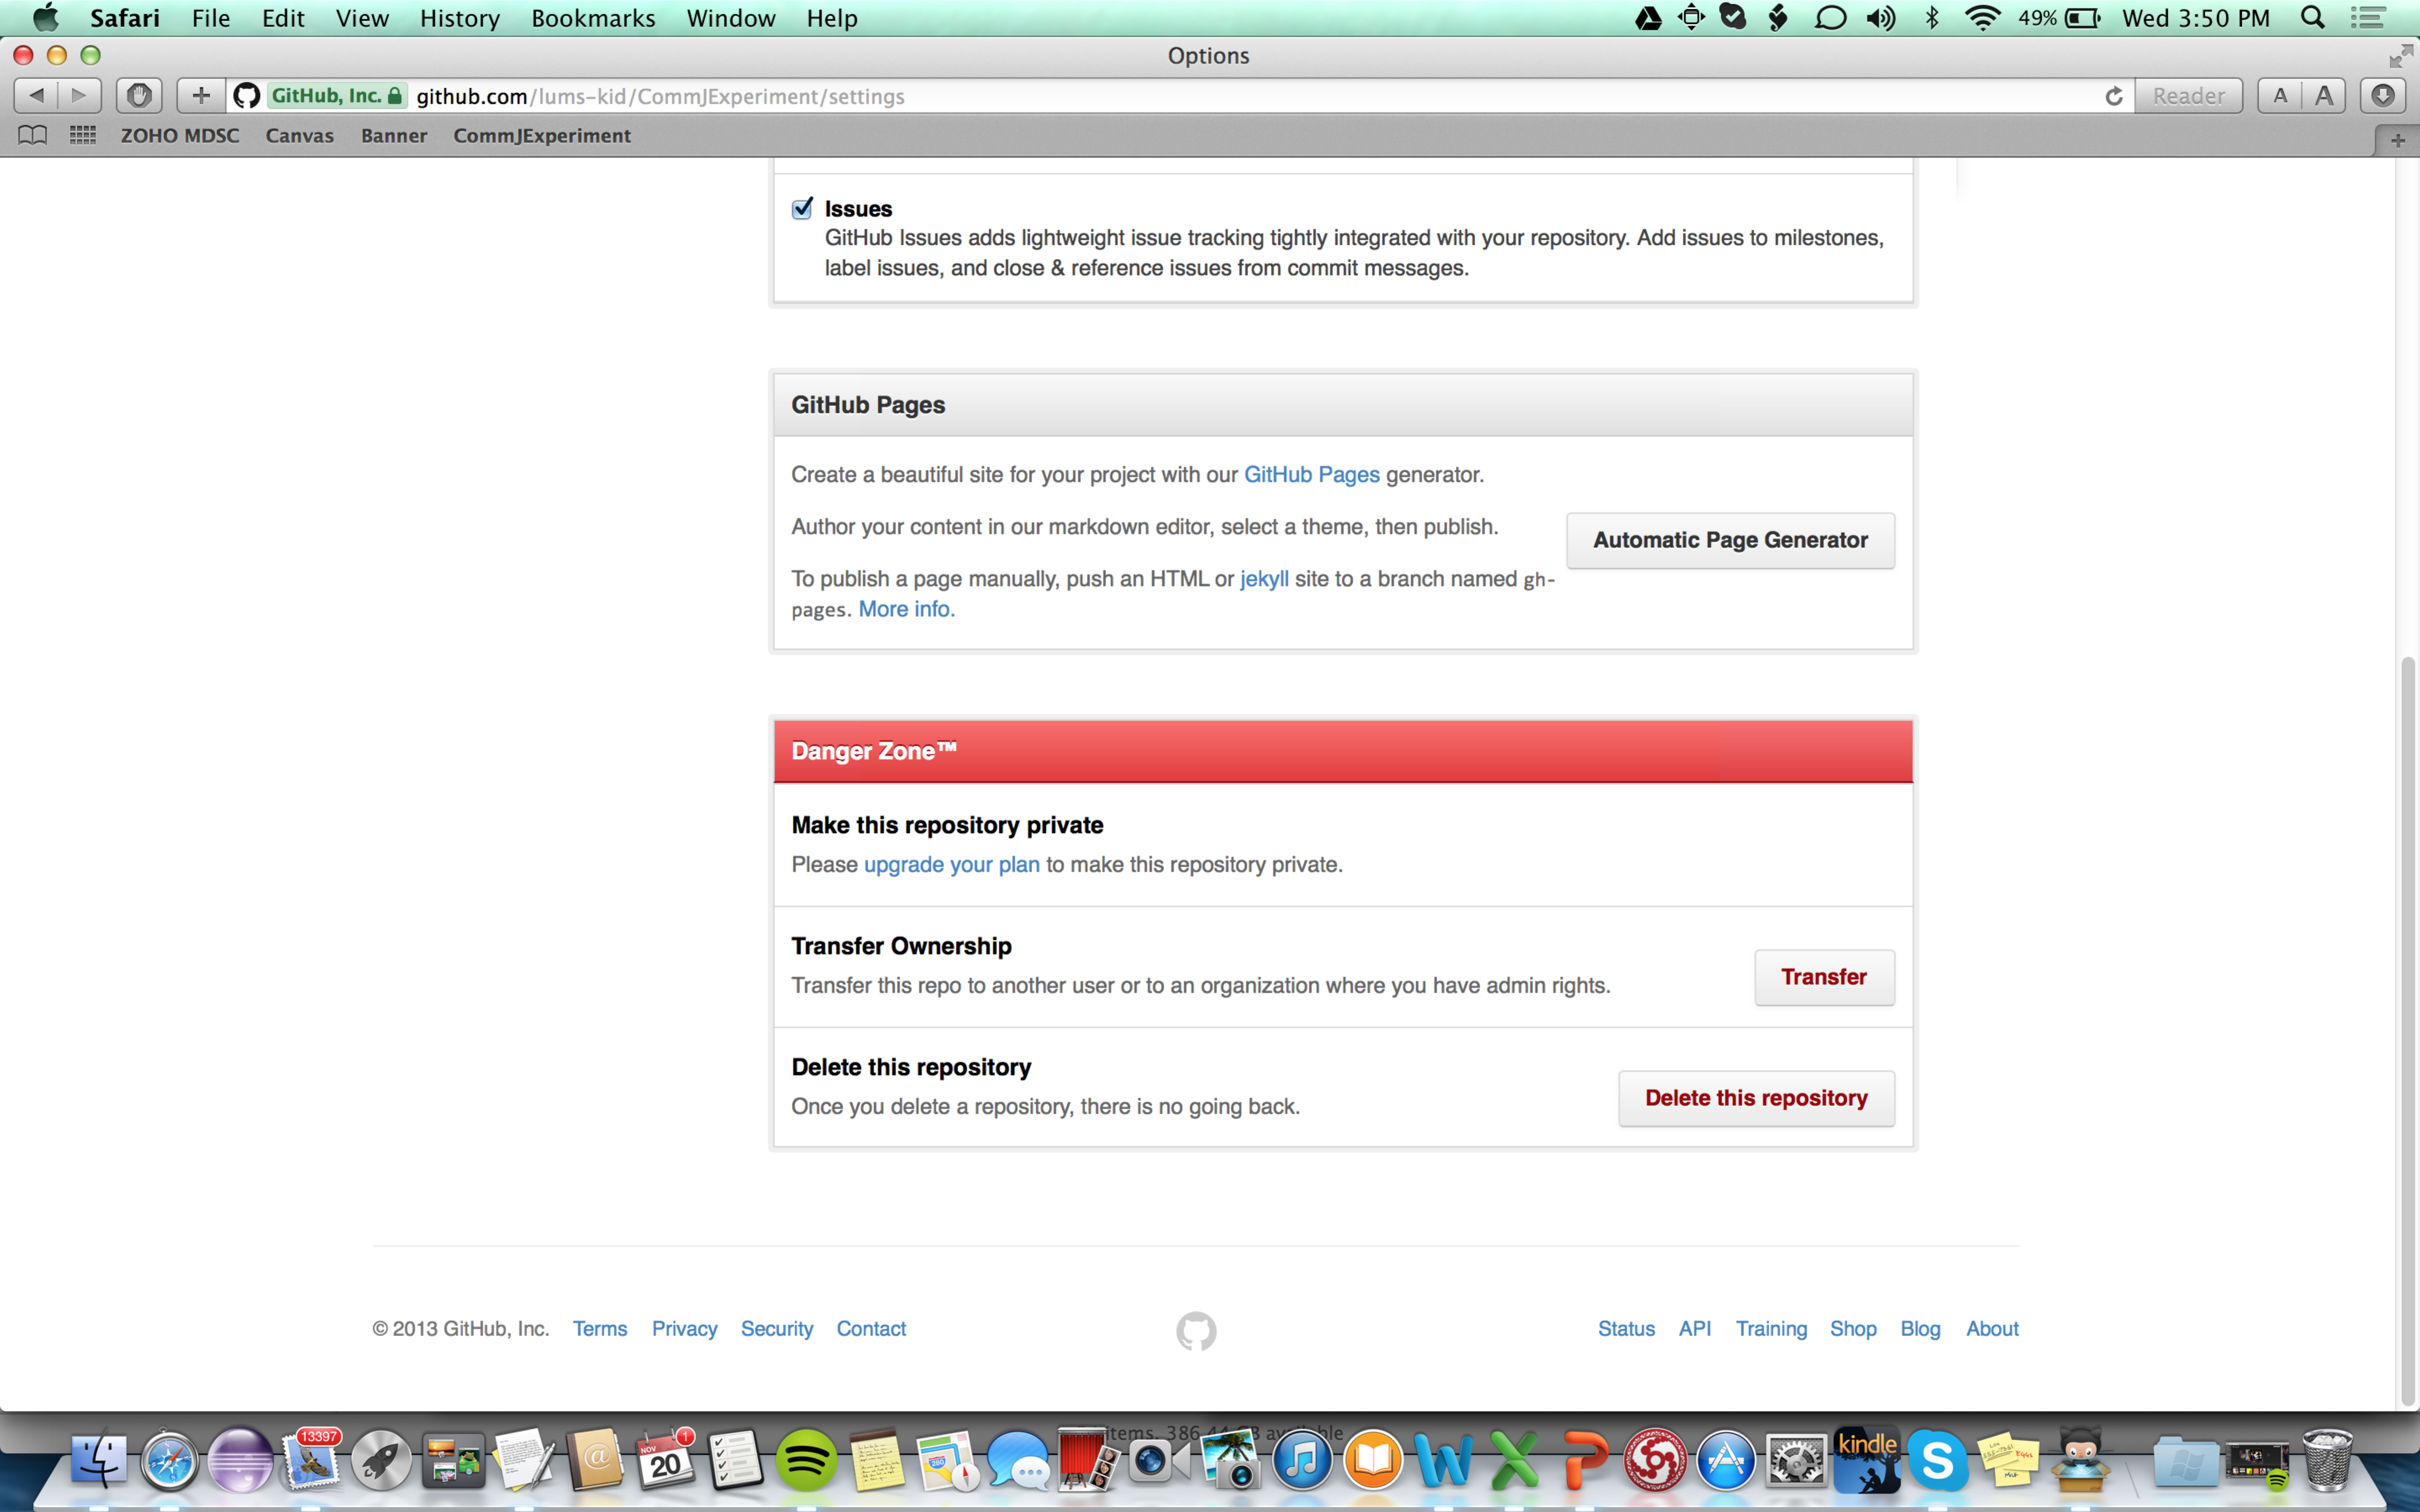 Safari File Edit View History Bookmarks Window Help 49% Wed 3:50 PM
Options
GitHub, Inc. github.com/lums-kid/CommJExperiment/settings Reader A A
ZOHO MDSC Canvas Banner CommJExperiment
Issues
GitHub Issues adds lightweight issue tracking tightly integrated with your repository. Add issues to milestones,
label issues, and close & reference issues from commit messages.
GitHub Pages
Create a beautiful site for your project with our GitHub Pages generator.
Author your content in our markdown editor, select a theme, then publish.
Automatic Page Generator
To publish a page manually, push an HTML or jekyll site to a branch named gh-
pages. More info.
Danger Zone™
Make this repository private
Please upgrade your plan to make this repository private.
Transfer Ownership
Transfer this repo to another user or to an organization where you have admin rights.
Transfer
Delete this repository
Once you delete a repository, there is no going back.
Delete this repository
© 2013 GitHub, Inc. Terms Privacy Security Contact
Status API Training Shop Blog About
items, 386.44 GB available
13397
NOV
20
1
280
kindle